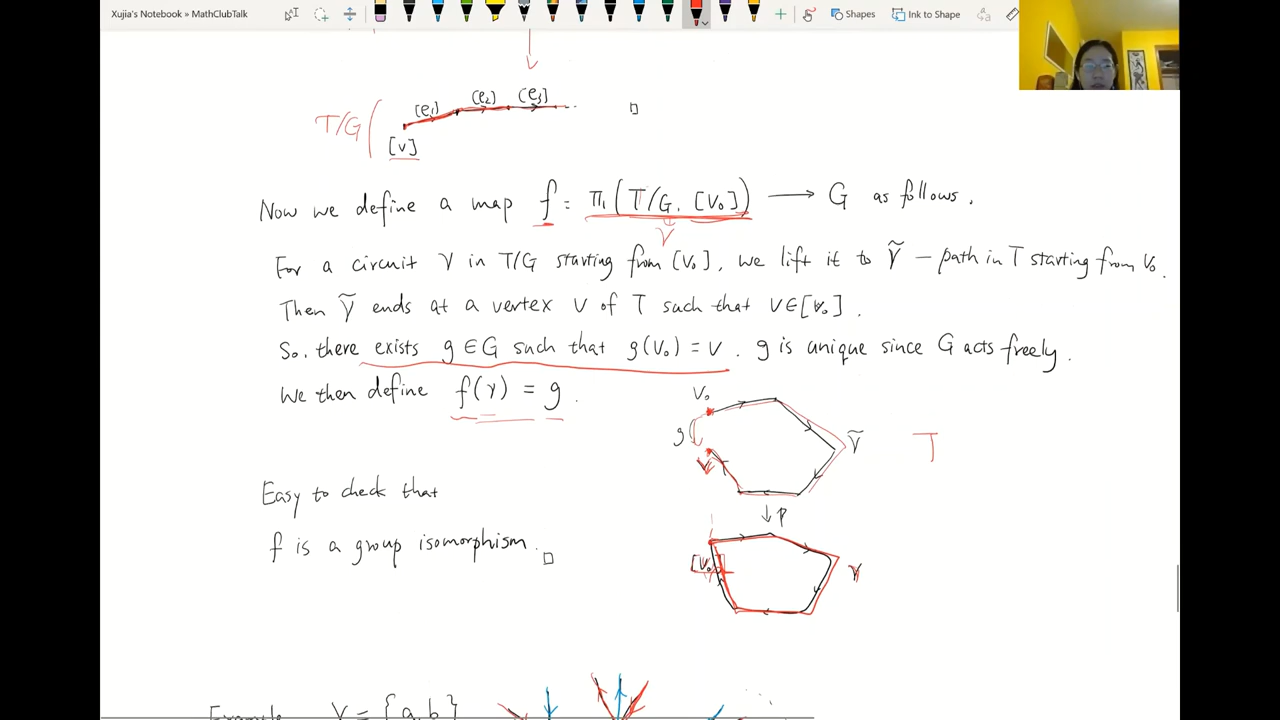 Xujia's Notebook » MathClubTalk
Shapes
Ink to Shape
T/G
[e1] [e2] [e3]
[v]
Now we define a map f = π1(T/G, [V0]) → G as follows.
γ
For a circuit γ in T/G starting from [V0], we lift it to γ̃ – path in T starting from V0.
Then γ̃ ends at a vertex v of T such that v∈[V0].
So, there exists g∈G such that g(V0) = v. g is unique since G acts freely.
We then define f(γ) = g.
V0
g
γ̃
T
v
Easy to check that
↓ p
f is a group isomorphism. □
[V0]
γ
Example V = {a, b}